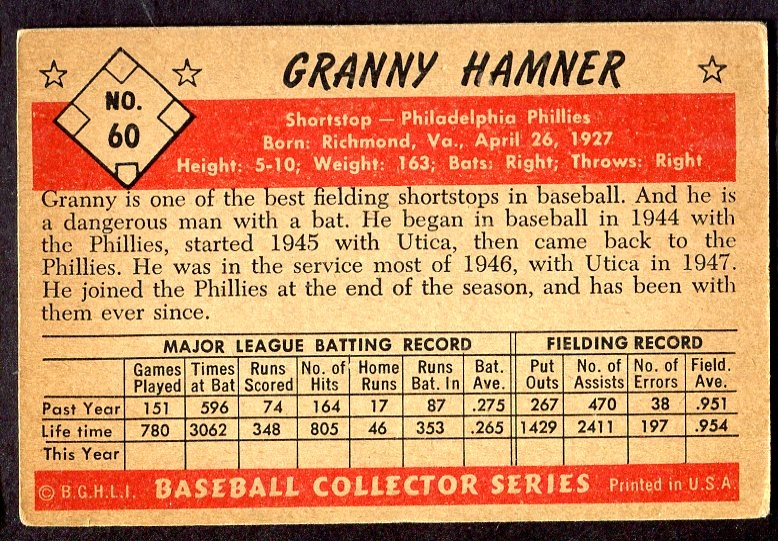 GRANNY HAMNER
NO.
60
Shortstop — Philadelphia Phillies
Born: Richmond, Va., April 26, 1927
Height: 5-10; Weight: 163; Bats: Right; Throws: Right
Granny is one of the best fielding shortstops in baseball. And he is
a dangerous man with a bat. He began in baseball in 1944 with
the Phillies, started 1945 with Utica, then came back to the
Phillies. He was in the service most of 1946, with Utica in 1947.
He joined the Phillies at the end of the season, and has been with
them ever since.
MAJOR LEAGUE BATTING RECORD FIELDING RECORD
Games Times Runs No. of Home Runs Bat. Put No. of No. of Field.
Played at Bat Scored Hits Runs Bat. In Ave. Outs Assists Errors Ave.
Past Year 151 596 74 164 17 87 .275 267 470 38 .951
Life time 780 3062 348 805 46 353 .265 1429 2411 197 .954
This Year
© B.G.H.L.I. BASEBALL COLLECTOR SERIES Printed in U.S.A.